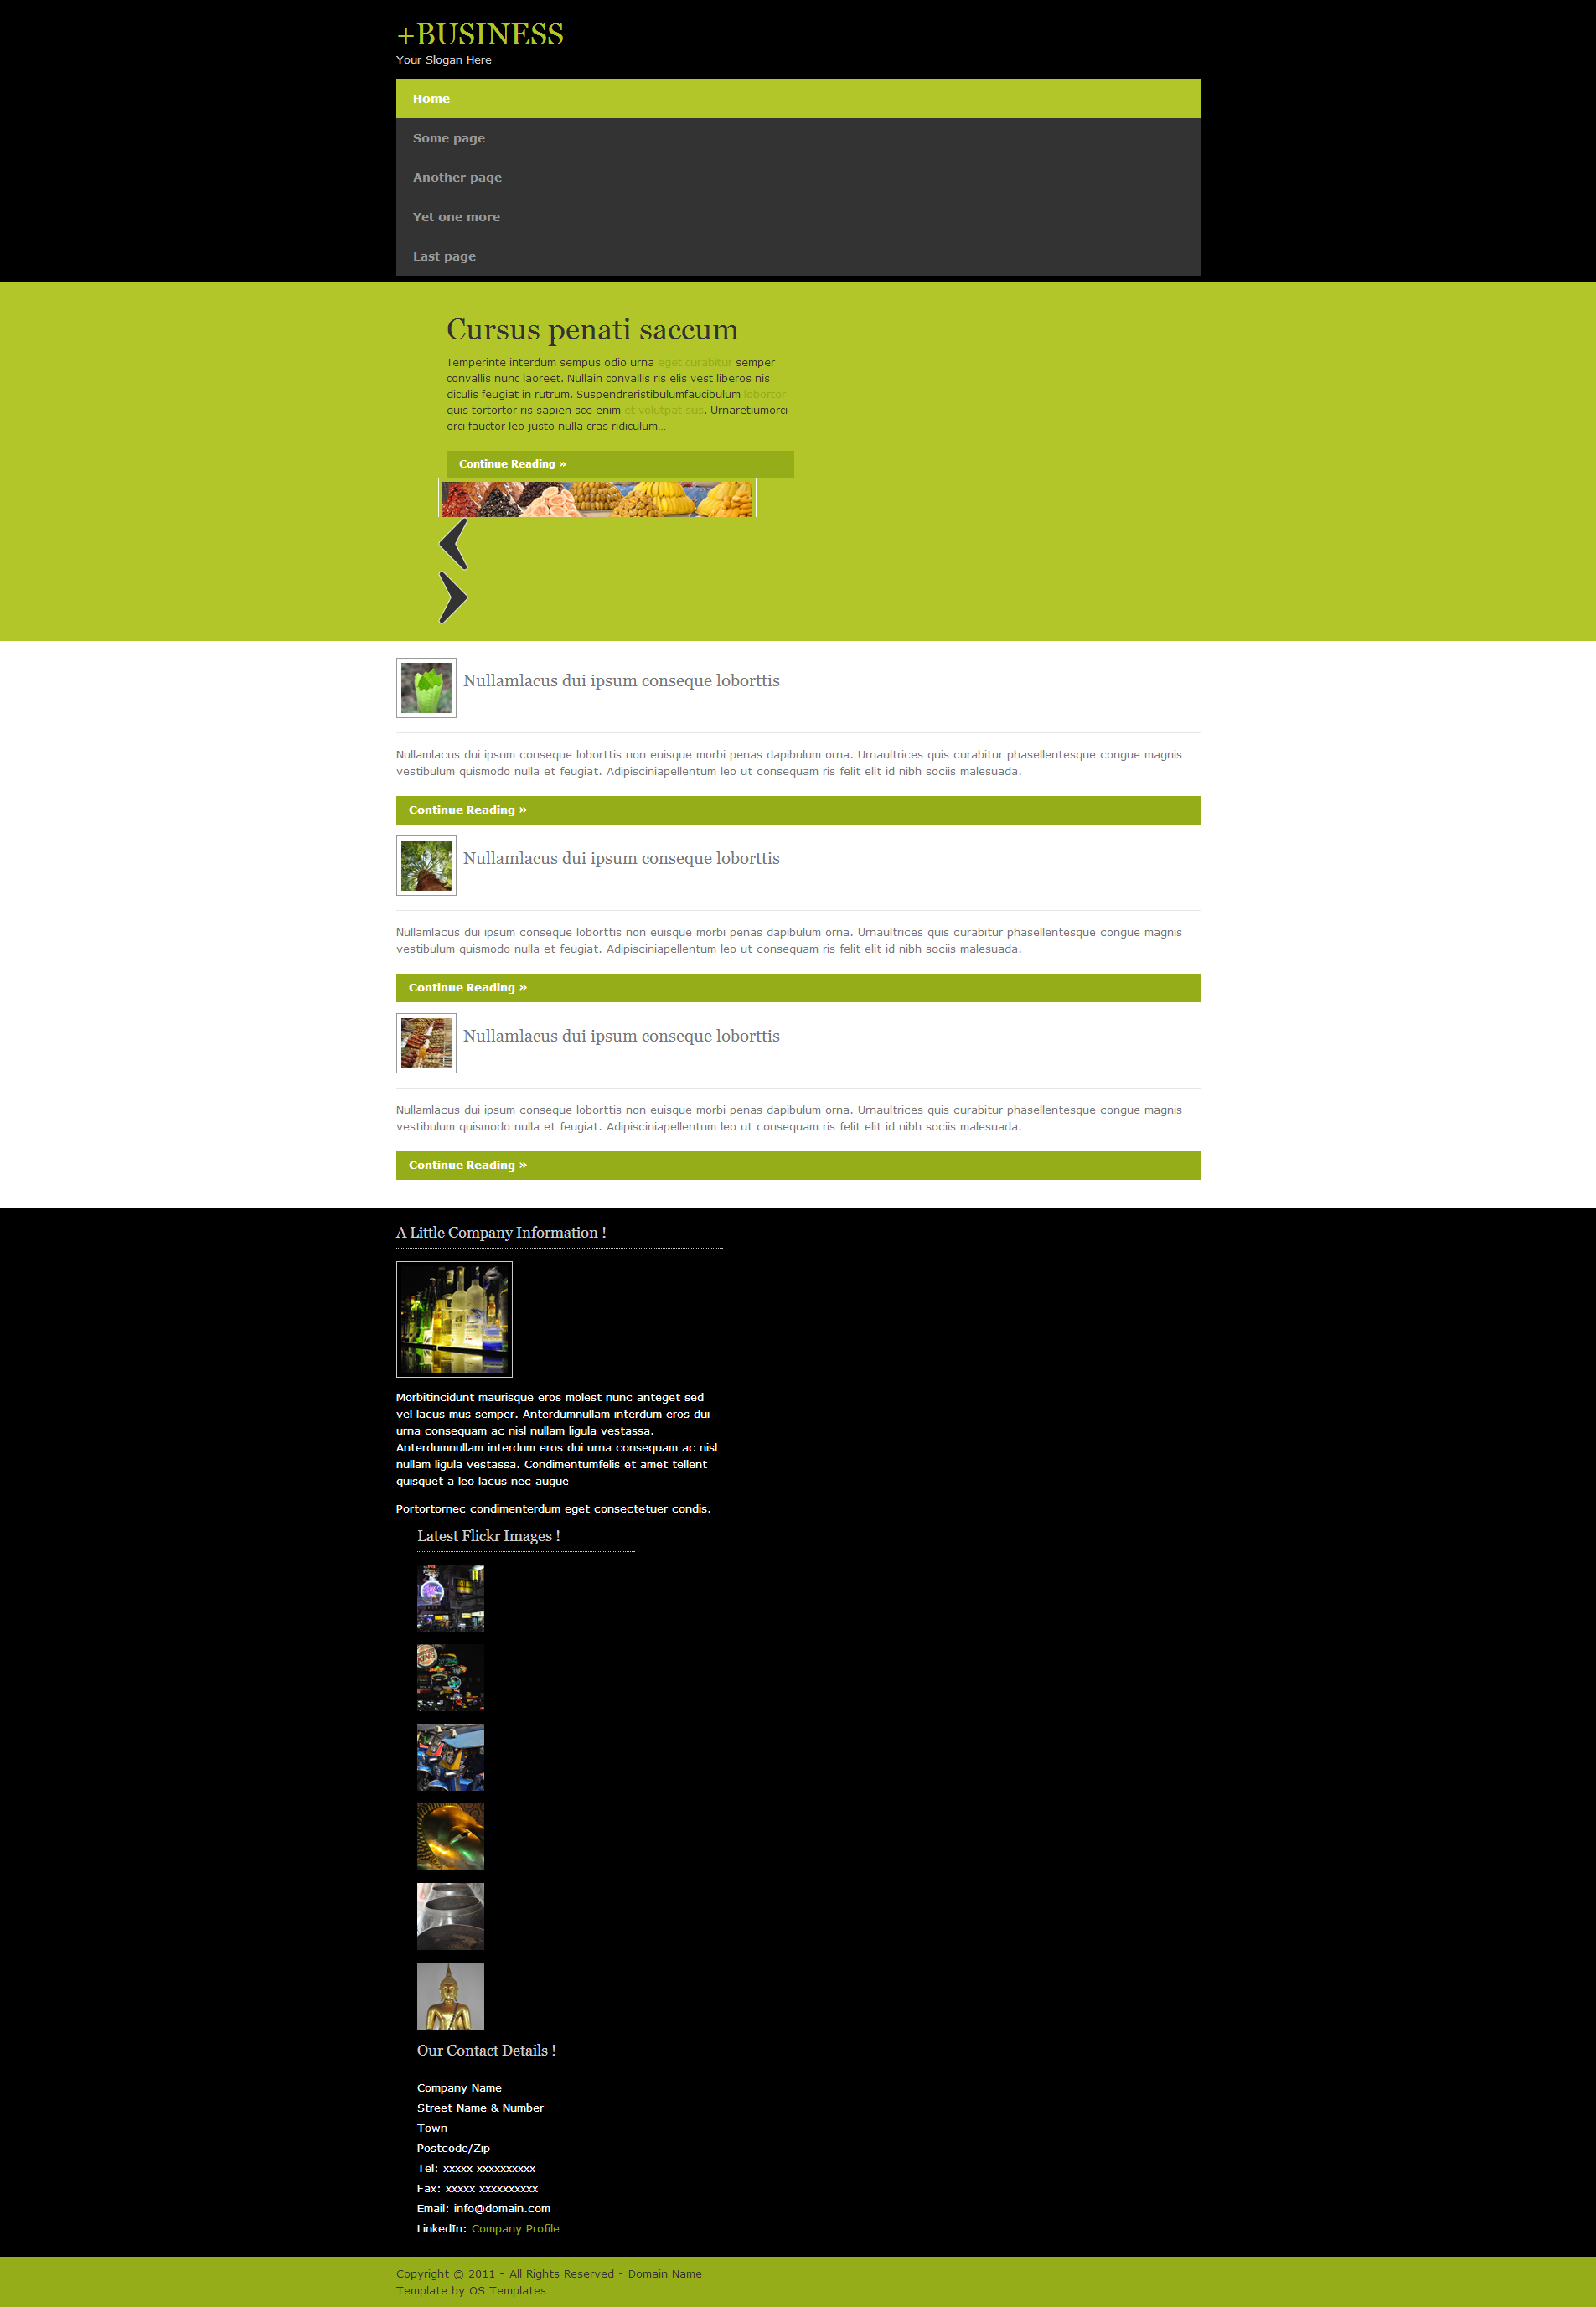 +BUSINESS
Your Slogan Here
Home
Some page
Another page
Yet one more
Last page
Cursus penati saccum
Temperinte interdum sempus odio urna eget curabitur semper
convallis nunc laoreet. Nullain convallis ris elis vest liberos nis
diculis feugiat in rutrum. Suspendreristibulumfaucibulum lobortor
quis tortortor ris sapien sce enim et volutpat sus. Urnaretiumorci
orci fauctor leo justo nulla cras ridiculum...
Continue Reading »
Nullamlacus dui ipsum conseque loborttis
Nullamlacus dui ipsum conseque loborttis non euisque morbi penas dapibulum orna. Urnaultrices quis curabitur phasellentesque congue magnis
vestibulum quismodo nulla et feugiat. Adipisciniapellentum leo ut consequam ris felit elit id nibh sociis malesuada.
Continue Reading »
Nullamlacus dui ipsum conseque loborttis
Nullamlacus dui ipsum conseque loborttis non euisque morbi penas dapibulum orna. Urnaultrices quis curabitur phasellentesque congue magnis
vestibulum quismodo nulla et feugiat. Adipisciniapellentum leo ut consequam ris felit elit id nibh sociis malesuada.
Continue Reading »
Nullamlacus dui ipsum conseque loborttis
Nullamlacus dui ipsum conseque loborttis non euisque morbi penas dapibulum orna. Urnaultrices quis curabitur phasellentesque congue magnis
vestibulum quismodo nulla et feugiat. Adipisciniapellentum leo ut consequam ris felit elit id nibh sociis malesuada.
Continue Reading »
A Little Company Information !
Morbitincidunt maurisque eros molest nunc anteget sed
vel lacus mus semper. Anterdumnullam interdum eros dui
urna consequam ac nisl nullam ligula vestassa.
Anterdumnullam interdum eros dui urna consequam ac nisl
nullam ligula vestassa. Condimentumfelis et amet tellent
quisquet a leo lacus nec augue
Portortornec condimenterdum eget consectetuer condis.
Latest Flickr Images !
KING
Our Contact Details !
Company Name
Street Name & Number
Town
Postcode/Zip
Tel: xxxxx xxxxxxxxxx
Fax: xxxxx xxxxxxxxxx
Email: info@domain.com
LinkedIn: Company Profile
Copyright © 2011 - All Rights Reserved - Domain Name
Template by OS Templates